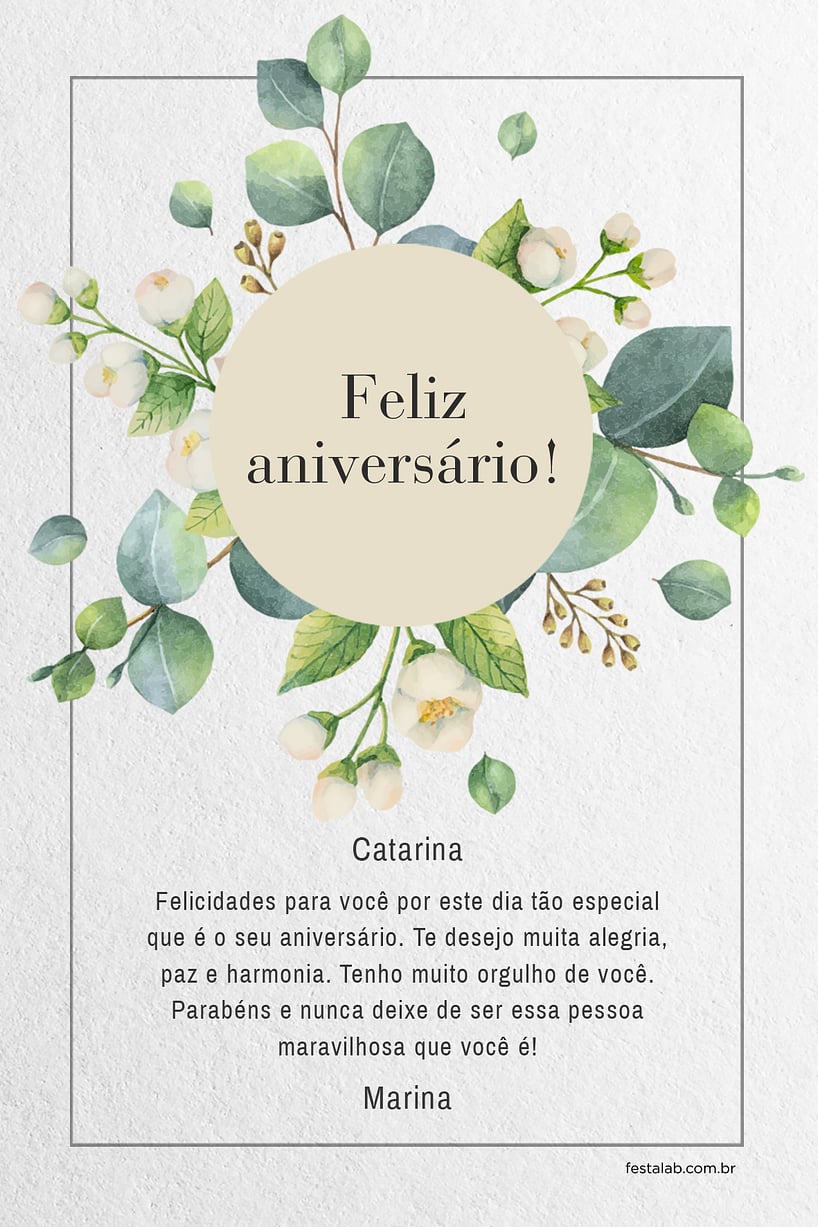 Feliz
aniversário!
Catarina
Felicidades para você por este dia tão especial
que é o seu aniversário. Te desejo muita alegria,
paz e harmonia. Tenho muito orgulho de você.
Parabéns e nunca deixe de ser essa pessoa
maravilhosa que você é!
Marina
festalab.com.br